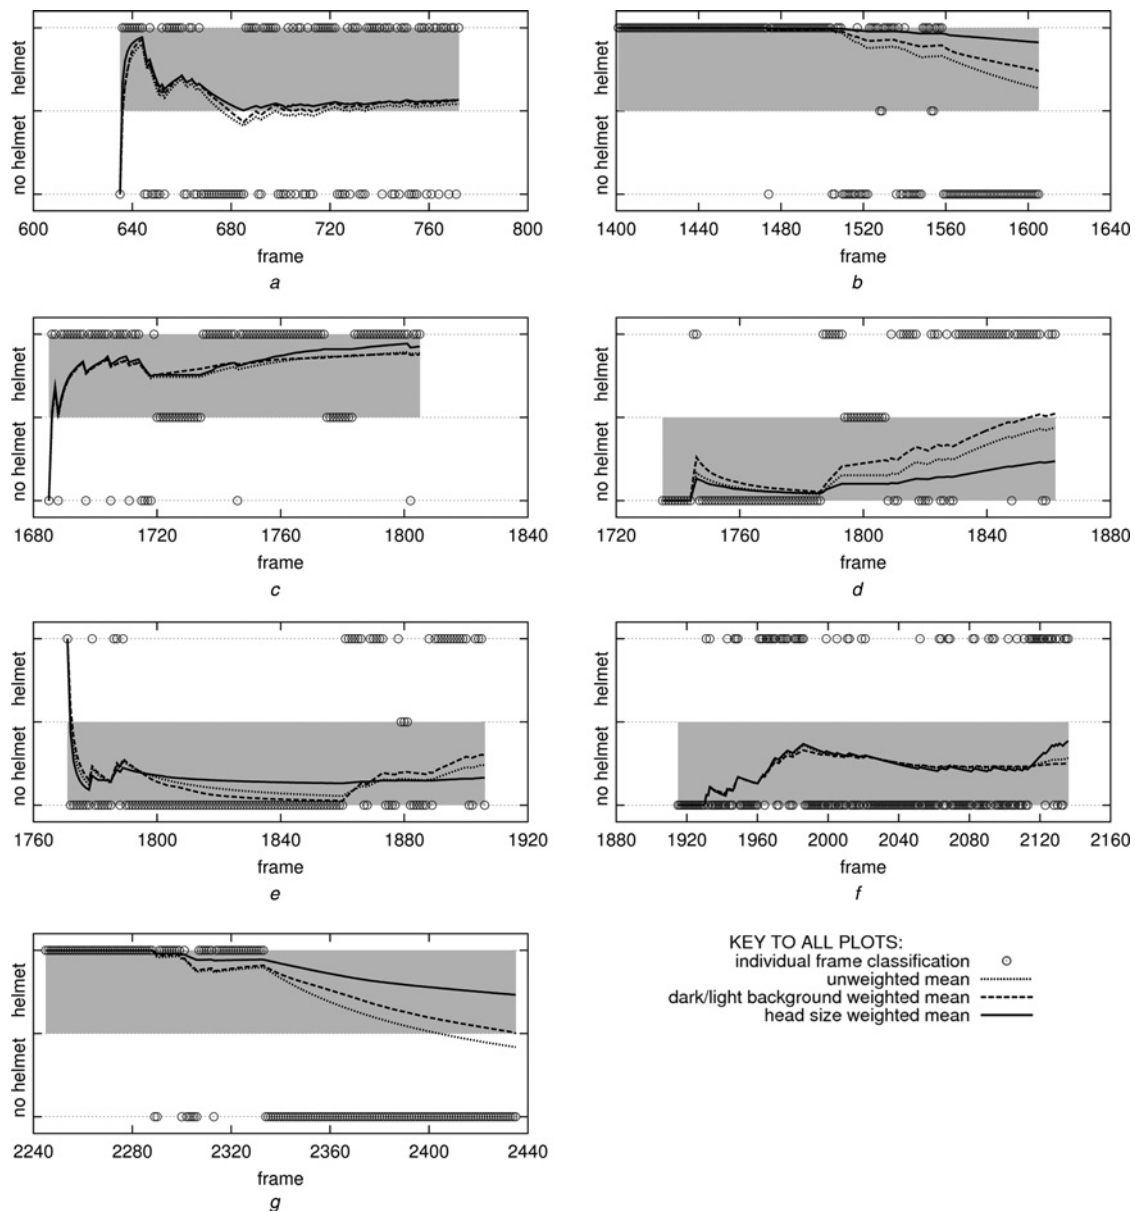 helmet
no helmet
600 640 680 720 760 800
frame
a
helmet
no helmet
1400 1440 1480 1520 1560 1600 1640
frame
b
helmet
no helmet
1680 1720 1760 1800 1840
frame
c
helmet
no helmet
1720 1760 1800 1840 1880
frame
d
helmet
no helmet
1760 1800 1840 1880 1920
frame
e
helmet
no helmet
1880 1920 1960 2000 2040 2080 2120 2160
frame
f
helmet
no helmet
2240 2280 2320 2360 2400 2440
frame
g
KEY TO ALL PLOTS:
individual frame classification
unweighted mean
dark/light background weighted mean
head size weighted mean